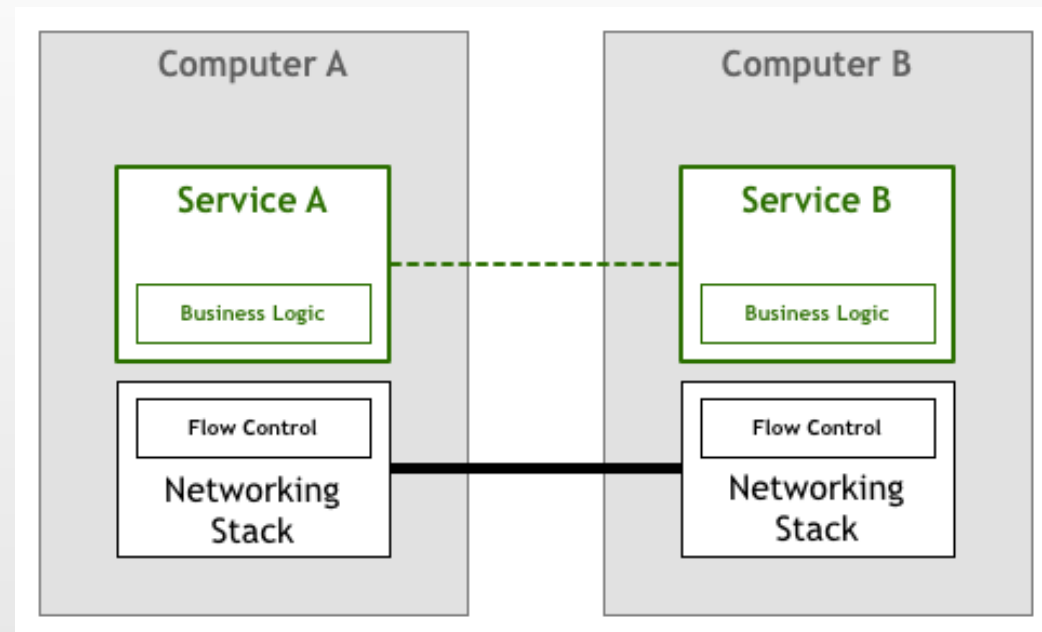 Computer A
Service A
Business Logic
Flow Control
Networking
Stack
Computer B
Service B
Business Logic
Flow Control
Networking
Stack